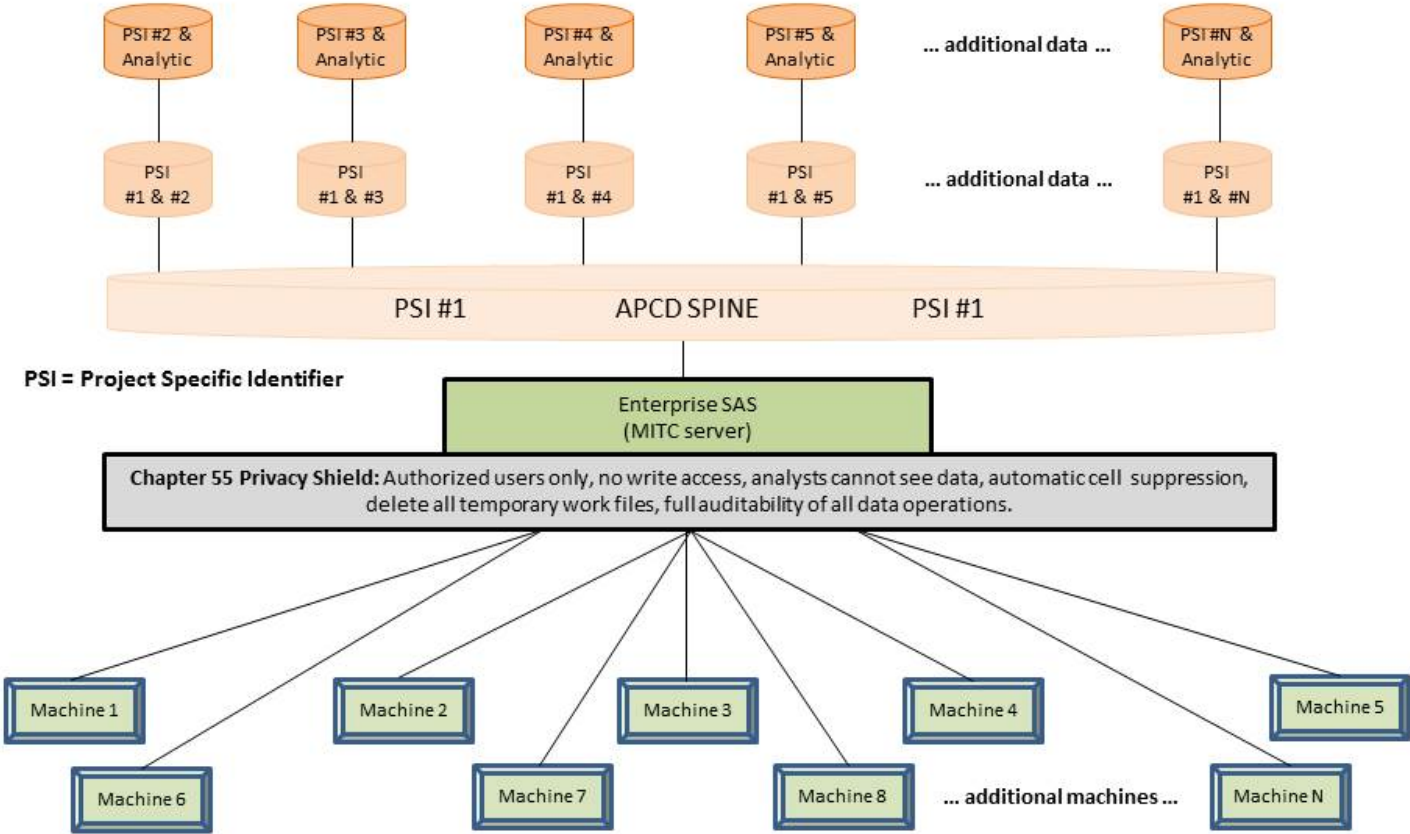 PSI #2 &
Analytic
PSI #3 &
Analytic
PSI #4 &
Analytic
PSI #5 &
Analytic
... additional data ...
PSI #N &
Analytic
PSI
#1 & #2
PSI
#1 & #3
PSI
#1 & #4
PSI
#1 & #5
... additional data ...
PSI
#1 & #N
PSI #1
APCD SPINE
PSI #1
PSI = Project Specific Identifier
Enterprise SAS
(MITC server)
Chapter 55 Privacy Shield: Authorized users only, no write access, analysts cannot see data, automatic cell suppression,
delete all temporary work files, full auditability of all data operations.
Machine 1
Machine 2
Machine 3
Machine 4
Machine 5
Machine 6
Machine 7
Machine 8
... additional machines ...
Machine N